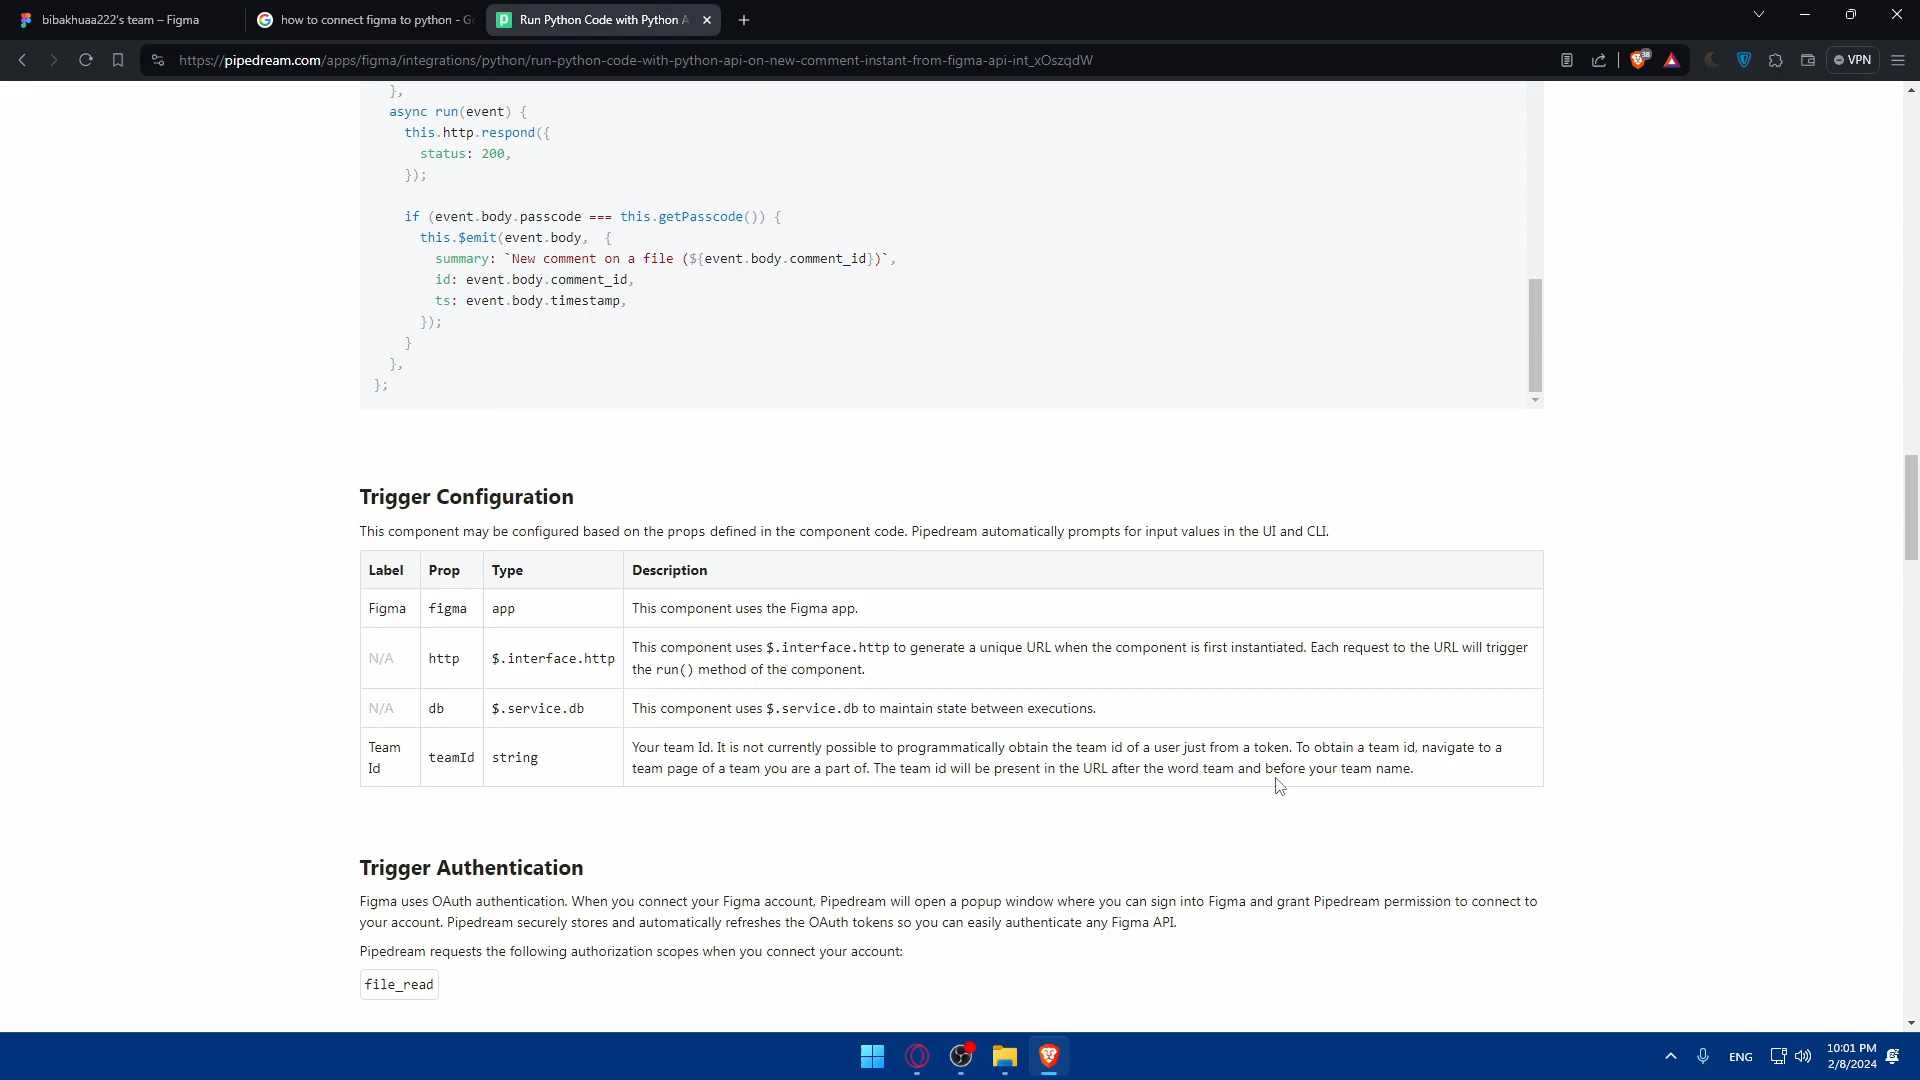 bibakhuaa222's team – Figma
how to connect figma to python - G
Run Python Code with Python A
https://pipedream.com/apps/figma/integrations/python/run-python-code-with-python-api-on-new-comment-instant-from-figma-api-int_xOszqdW
38
VPN
},
async run(event) {
this.http.respond({
status: 200,
});
if (event.body.passcode === this.getPasscode()) {
this.$emit(event.body, {
summary: `New comment on a file (${event.body.comment_id})`,
id: event.body.comment_id,
ts: event.body.timestamp,
});
}
},
};
Trigger Configuration
This component may be configured based on the props defined in the component code. Pipedream automatically prompts for input values in the UI and CLI.
Label Prop Type Description
Figma figma app This component uses the Figma app.
N/A http $.interface.http This component uses $.interface.http to generate a unique URL when the component is first instantiated. Each request to the URL will trigger
the run() method of the component.
N/A db $.service.db This component uses $.service.db to maintain state between executions.
Team
Id teamId string Your team Id. It is not currently possible to programmatically obtain the team id of a user just from a token. To obtain a team id, navigate to a
team page of a team you are a part of. The team id will be present in the URL after the word team and before your team name.
Trigger Authentication
Figma uses OAuth authentication. When you connect your Figma account, Pipedream will open a popup window where you can sign into Figma and grant Pipedream permission to connect to
your account. Pipedream securely stores and automatically refreshes the OAuth tokens so you can easily authenticate any Figma API.
Pipedream requests the following authorization scopes when you connect your account:
file_read
ENG
10:01 PM
2/8/2024